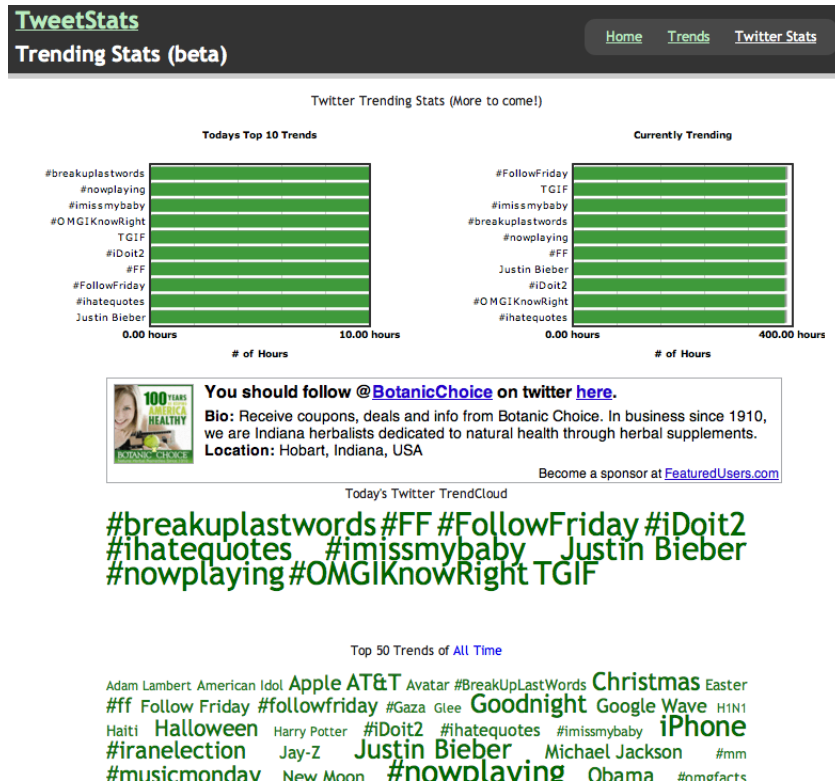 TweetStats
Trending Stats (beta)
Home Trends Twitter Stats
Twitter Trending Stats (More to come!)
Todays Top 10 Trends
#breakuplastwords
#nowplaying
#imissmybaby
#OMGIKnowRight
TGIF
#iDoit2
#FF
#FollowFriday
#ihatequotes
Justin Bieber
0.00 hours 10.00 hours
# of Hours
Currently Trending
#FollowFriday
TGIF
#imissmybaby
#breakuplastwords
#nowplaying
#FF
Justin Bieber
#iDoit2
#OMGIKnowRight
#ihatequotes
0.00 hours 400.00 hours
# of Hours
100 YEARS
AMERICA
HEALTHY
BOTANIC CHOICE
You should follow @BotanicChoice on twitter here.
Bio: Receive coupons, deals and info from Botanic Choice. In business since 1910,
we are Indiana herbalists dedicated to natural health through herbal supplements.
Location: Hobart, Indiana, USA
Become a sponsor at FeaturedUsers.com
Today's Twitter TrendCloud
#breakuplastwords #FF #FollowFriday #iDoit2
#ihatequotes #imissmybaby Justin Bieber
#nowplaying #OMGIKnowRight TGIF
Top 50 Trends of All Time
Adam Lambert American Idol Apple AT&T Avatar #BreakUpLastWords Christmas Easter
#ff Follow Friday #followfriday #Gaza Glee Goodnight Google Wave H1N1
Haiti Halloween Harry Potter #iDoit2 #ihatequotes #imissmybaby iPhone
#iranelection Jay-Z Justin Bieber Michael Jackson #mm
#musicmonday New Moon #nowplaying Obama #omgfacts